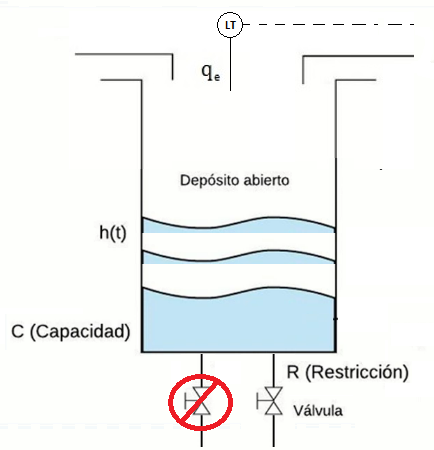 LT
qe
Depósito abierto
h(t)
C (Capacidad)
R (Restricción)
Válvula